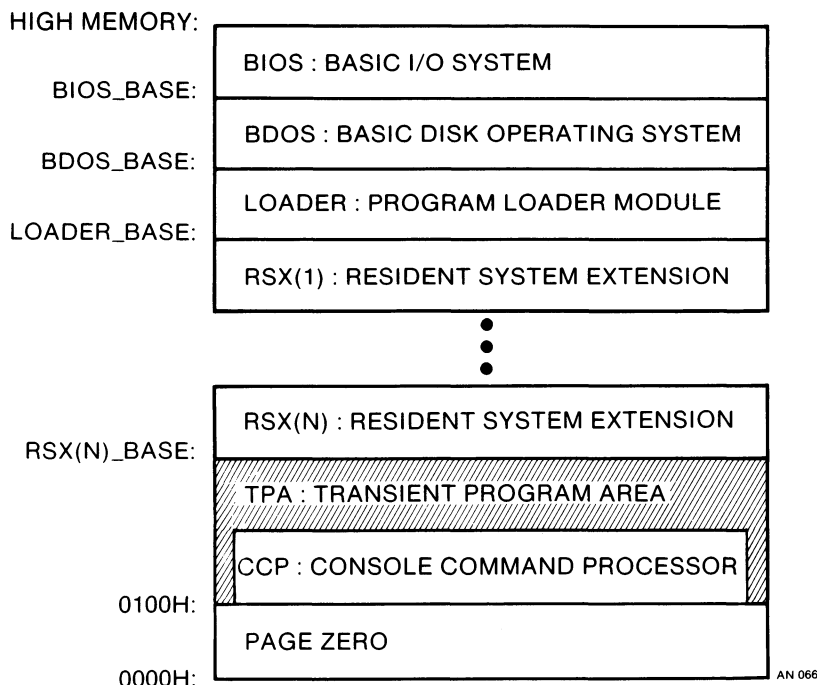 HIGH MEMORY:
BIOS : BASIC I/O SYSTEM
BIOS_BASE:
BDOS : BASIC DISK OPERATING SYSTEM
BDOS_BASE:
LOADER : PROGRAM LOADER MODULE
LOADER_BASE:
RSX(1) : RESIDENT SYSTEM EXTENSION
RSX(N) : RESIDENT SYSTEM EXTENSION
RSX(N)_BASE:
TPA : TRANSIENT PROGRAM AREA
CCP : CONSOLE COMMAND PROCESSOR
0100H:
PAGE ZERO
0000H:
AN 066